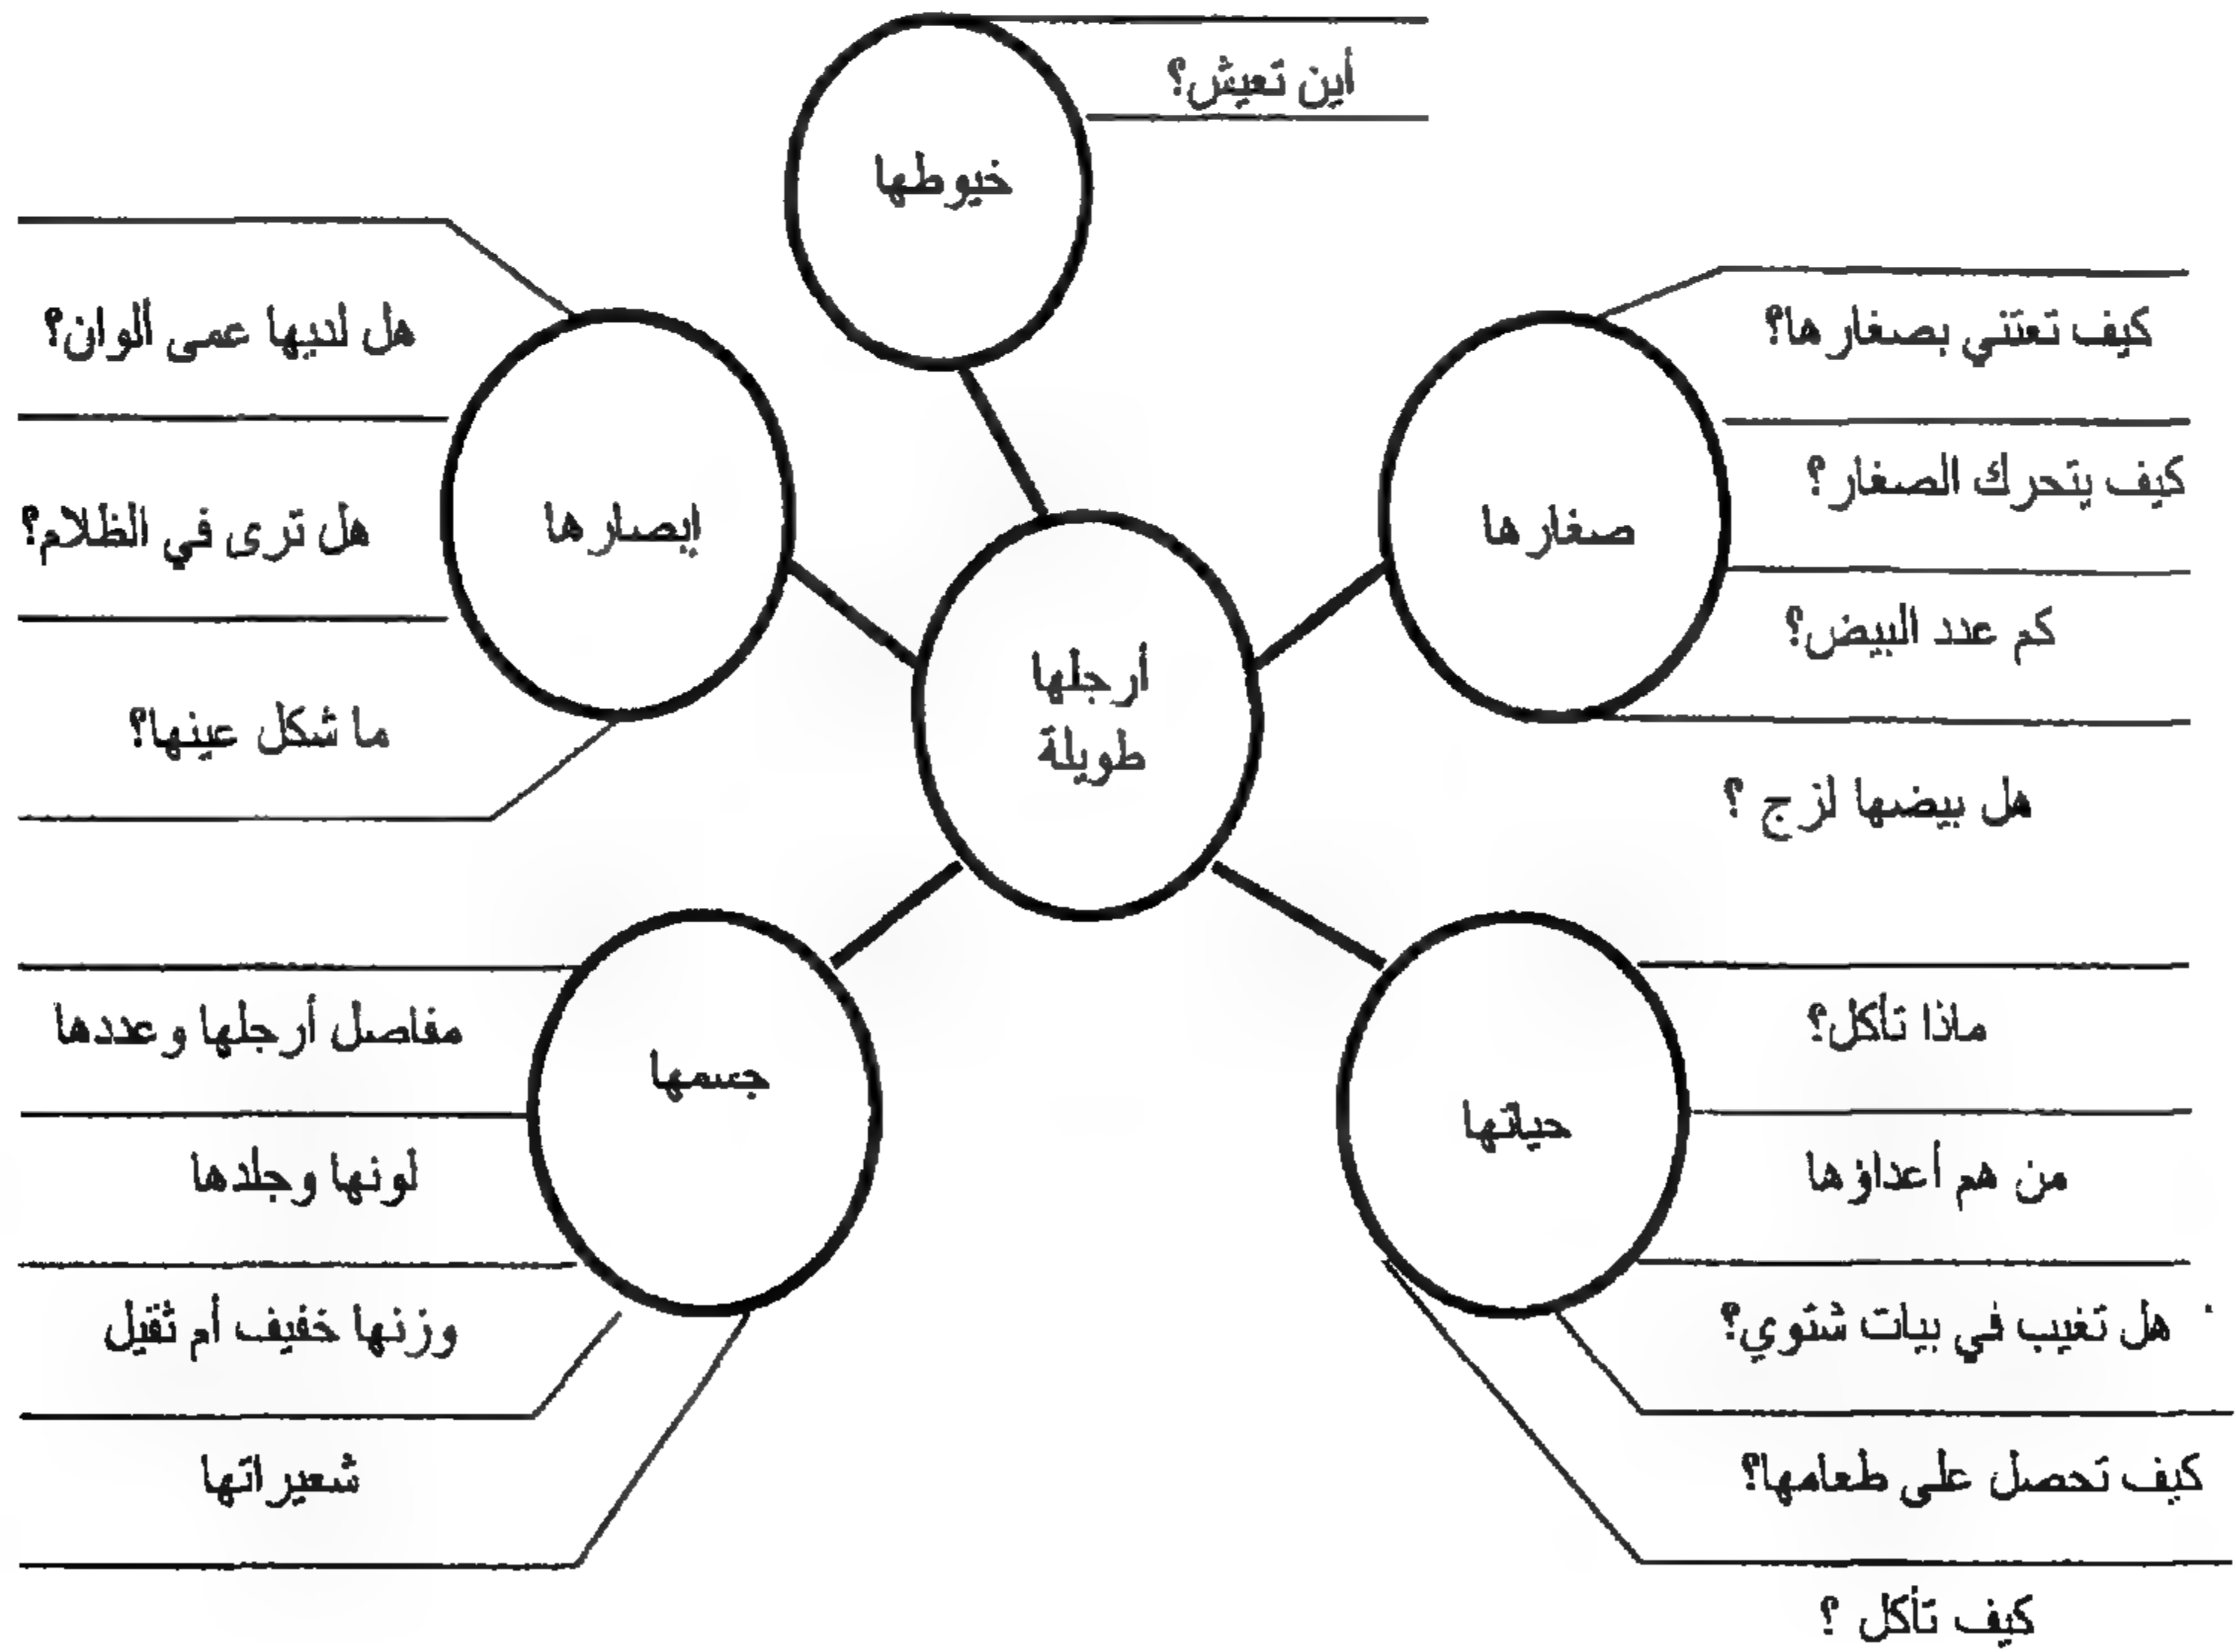 أين تعيش؟
خيوطها
كيف تعتني بصغارها؟
كيف يتحرك الصغار؟
صغارها
كم عدد البيض؟
هل بيضها لزج ؟
هل لديها عمى ألوان؟
هل ترى في الظلام؟
إبصارها
ما شكل عينها؟
أرجلها
طويلة
ماذا تأكل؟
حياتها
من هم أعداؤها
هل تغيب في بيات شتوي؟
كيف تحصل على طعامها؟
كيف تأكل ؟
مفاصل أرجلها وعددها
جسمها
لونها وجلدها
وزنها خفيف أم ثقيل
شعيراتها